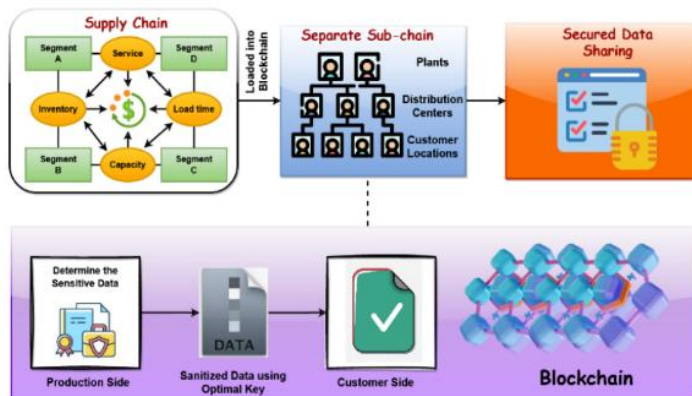 Supply Chain
Segment
A
Service
Segment
D
Inventory
$
Load time
Segment
B
Capacity
Segment
C
Loaded into
Blockchain
Separate Sub-chain
Plants
Distribution
Centers
Customer
Locations
Secured Data
Sharing
Determine the
Sensitive Data
Production Side
DATA
Sanitized Data using
Optimal Key
Customer Side
Blockchain